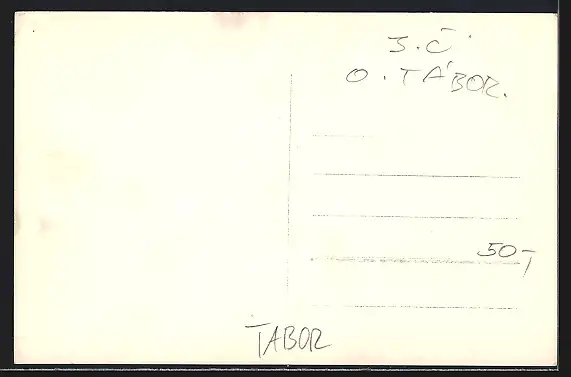 J.Č.
O. TÁBOR.
50,-
TABOR